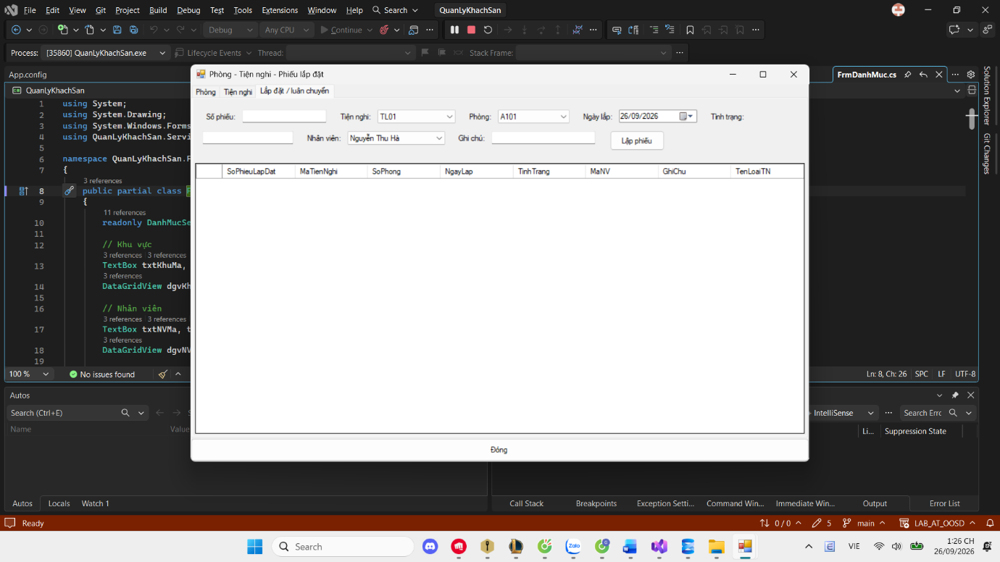 File Edit View Git Project Build Debug Test Tools Extensions Window Help Search QuanLyKhachSan
Debug Any CPU Continue
Process: [35860] QuanLyKhachSan.exe Lifecycle Events Thread: Stack Frame:
App.config
FrmDanhMuc.cs
QuanLyKhachSan
1 using System;
2 using System.Drawing;
3 using System.Windows.Forms
4 using QuanLyKhachSan.Servi
5
6 namespace QuanLyKhachSan.F
7 {
3 references
8 public partial class
9 {
11 references
10 readonly DanhMucSe
11
12 // Khu vực
3 references | 3 references
13 TextBox txtKhuMa,
3 references
14 DataGridView dgvKh
15
16 // Nhân viên
3 references | 3 references
17 TextBox txtNVMa, t
3 references
18 DataGridView dgvNV
19
100 % No issues found
Ln: 8, Ch: 26 SPC LF UTF-8
Phòng - Tiện nghi - Phiếu lắp đặt
Phòng Tiện nghi Lắp đặt / luân chuyển
Số phiếu: Tiện nghi: TL01 Phòng: A101 Ngày lắp: 26/09/2026 Tình trạng:
Nhân viên: Nguyễn Thu Hà Ghi chú: Lập phiếu
SoPhieuLapDat MaTienNghi SoPhong NgayLap TinhTrang MaNV GhiChu TenLoaiTN
Đóng
Solution Explorer
Git Changes
Autos
Search (Ctrl+E)
Name Value
+ IntelliSense Search Erro
Li... Suppression State
Autos Locals Watch 1
Call Stack Breakpoints Exception Setti... Command Win... Immediate Win... Output Error List
Ready
0 / 0 5 main LAB_AT_OOSD
Search
Zalo
VIE
1:26 CH
26/09/2026